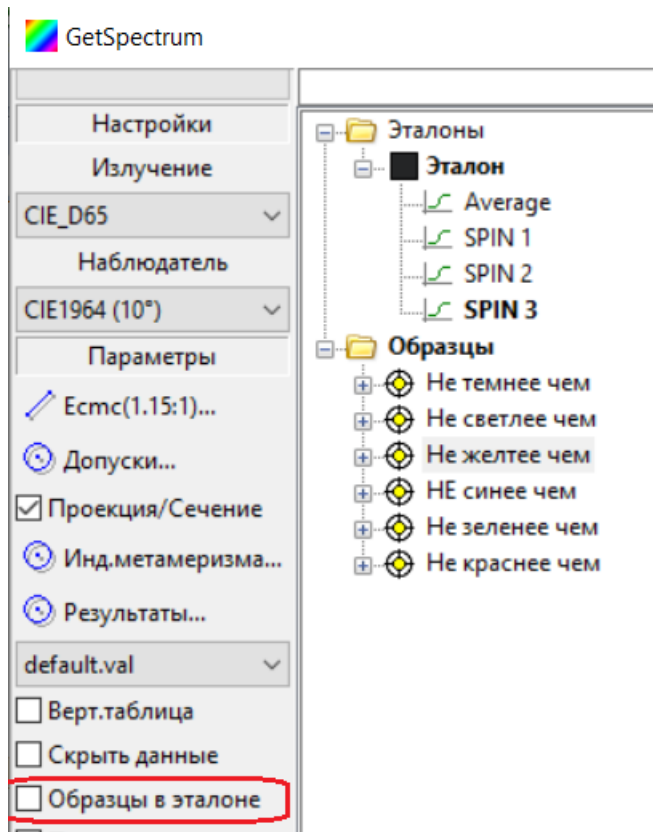 GetSpectrum
Настройки
Излучение
CIE_D65
Наблюдатель
CIE1964 (10°)
Параметры
Ecmc(1.15:1)...
Допуски...
Проекция/Сечение
Инд.метамеризма...
Результаты...
default.val
Верт.таблица
Скрыть данные
Образцы в эталоне
Эталоны
Эталон
Average
SPIN 1
SPIN 2
SPIN 3
Образцы
Не темнее чем
Не светлее чем
Не желтее чем
НЕ синее чем
Не зеленее чем
Не краснее чем